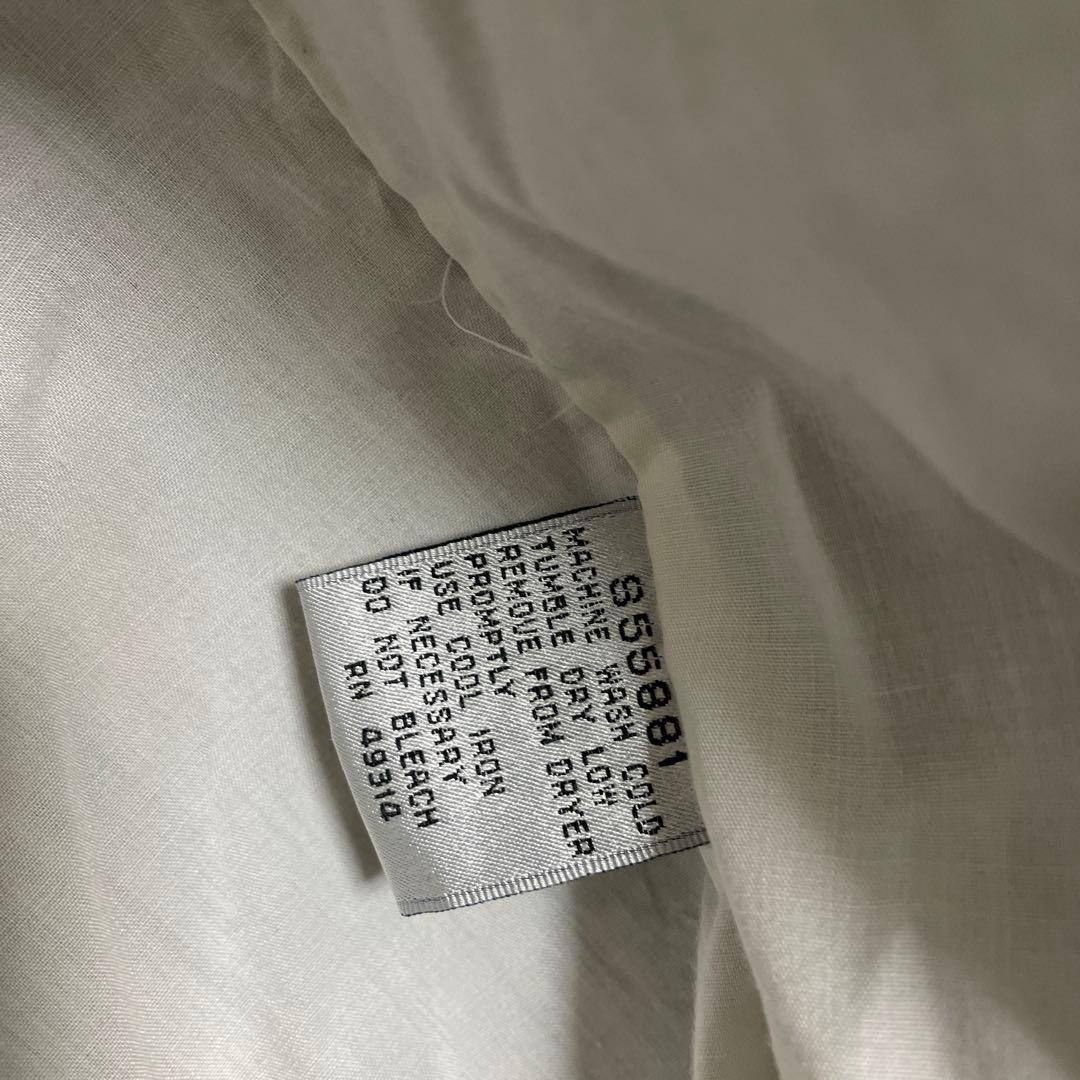 S55881
MACHINE WASH COLD
TUMBLE DRY LOW
REMOVE FROM DRYER
PROMPTLY
USE COOL IRON
IF NECESSARY
DO NOT BLEACH
RN 49314